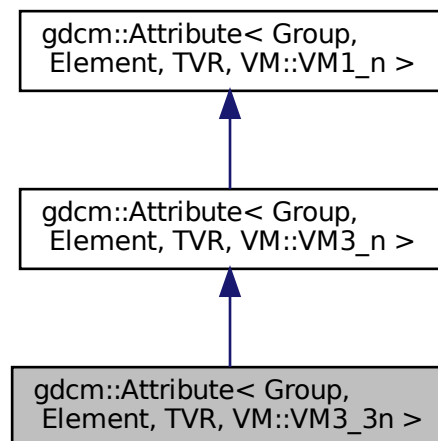 gdcm::Attribute< Group,
Element, TVR, VM::VM1_n >
gdcm::Attribute< Group,
Element, TVR, VM::VM3_n >
gdcm::Attribute< Group,
Element, TVR, VM::VM3_3n >